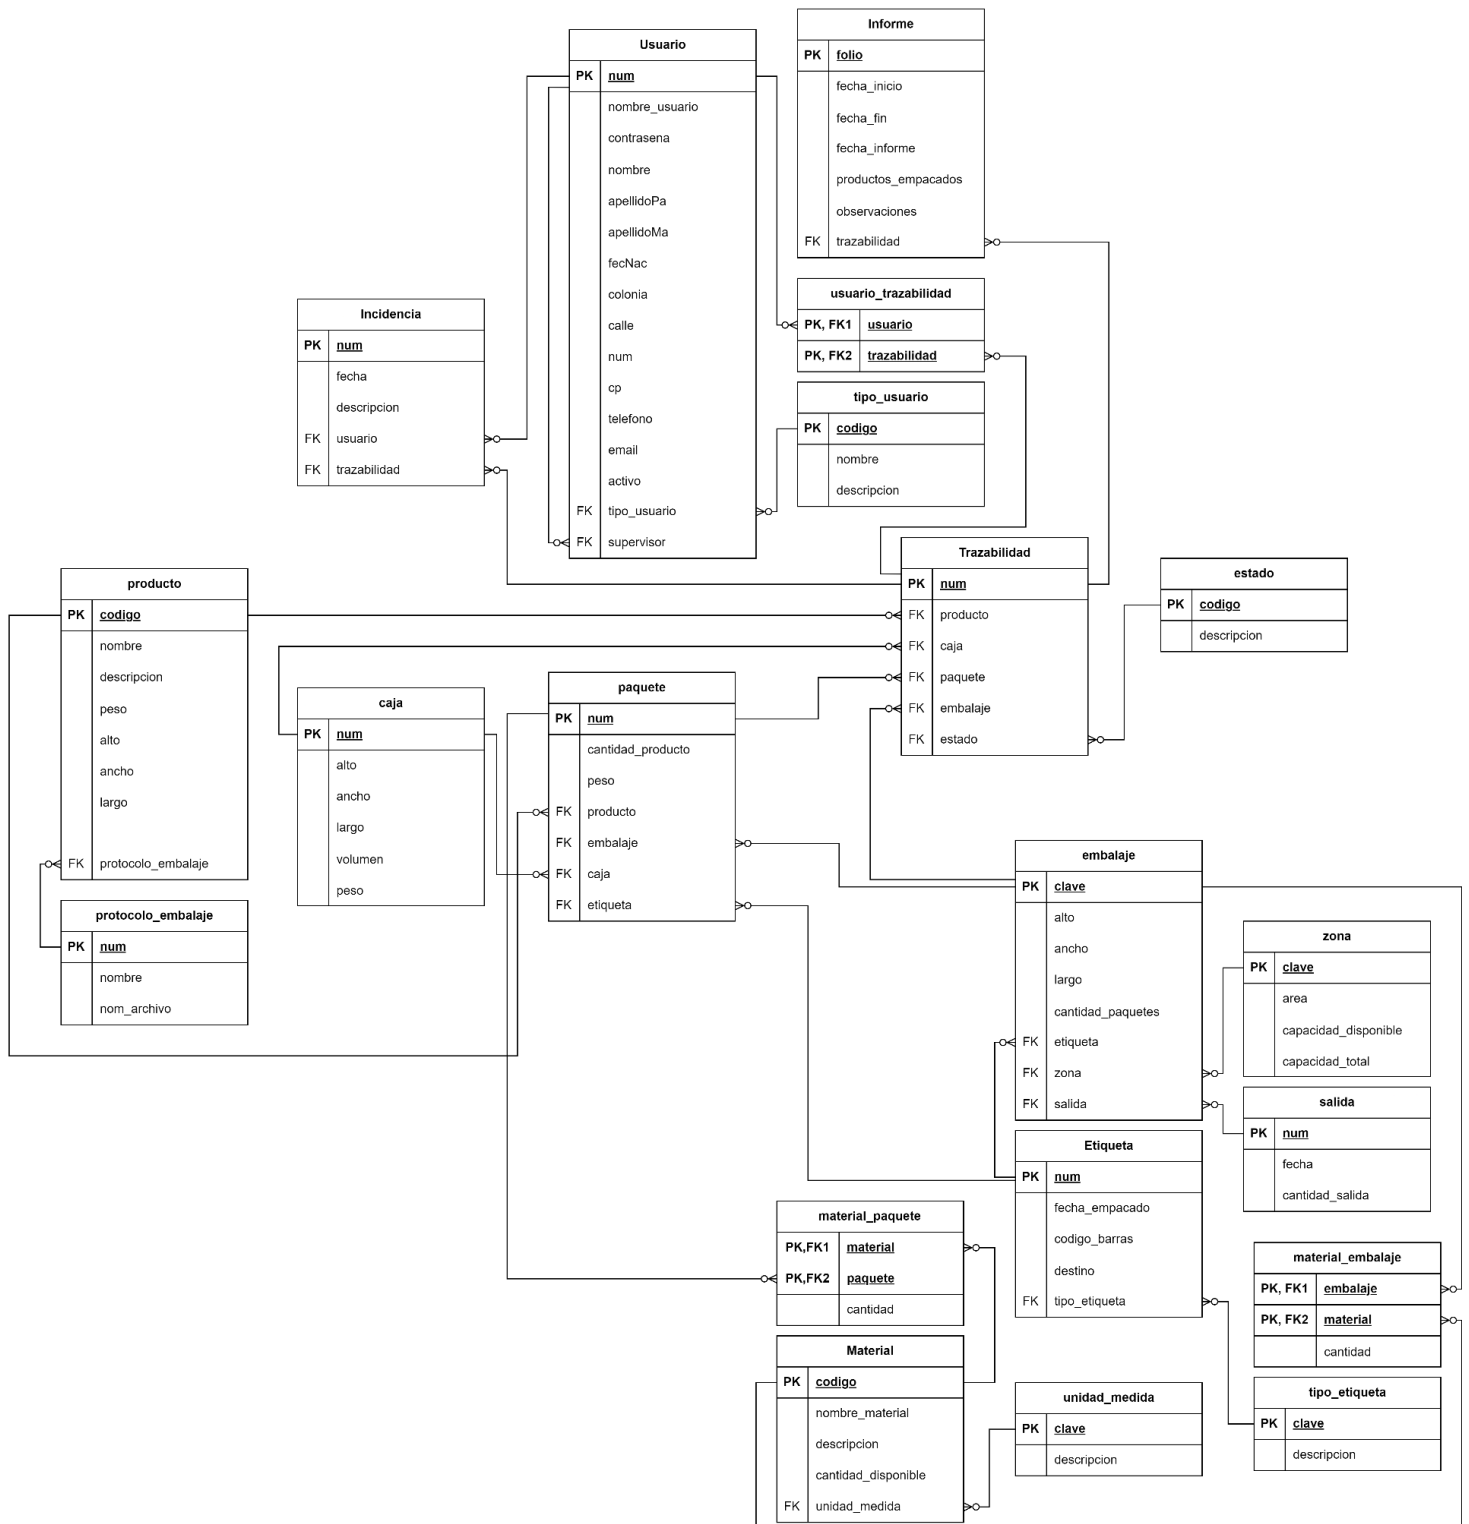 Informe
PK folio
fecha_inicio
fecha_fin
fecha_informe
productos_empacados
observaciones
FK trazabilidad
Usuario
PK num
nombre_usuario
contrasena
nombre
apellidoPa
apellidoMa
fecNac
colonia
calle
num
cp
telefono
email
activo
FK tipo_usuario
FK supervisor
usuario_trazabilidad
PK, FK1 usuario
PK, FK2 trazabilidad
Incidencia
PK num
fecha
descripcion
FK usuario
FK trazabilidad
tipo_usuario
PK codigo
nombre
descripcion
Trazabilidad
PK num
FK producto
FK caja
FK paquete
FK embalaje
FK estado
estado
PK codigo
descripcion
producto
PK codigo
nombre
descripcion
peso
alto
ancho
largo
FK protocolo_embalaje
caja
PK num
alto
ancho
largo
volumen
peso
paquete
PK num
cantidad_producto
peso
FK producto
FK embalaje
FK caja
FK etiqueta
protocolo_embalaje
PK num
nombre
nom_archivo
embalaje
PK clave
alto
ancho
largo
cantidad_paquetes
FK etiqueta
FK zona
FK salida
zona
PK clave
area
capacidad_disponible
capacidad_total
salida
PK num
fecha
cantidad_salida
Etiqueta
PK num
fecha_empacado
codigo_barras
destino
FK tipo_etiqueta
material_paquete
PK,FK1 material
PK,FK2 paquete
cantidad
material_embalaje
PK, FK1 embalaje
PK, FK2 material
cantidad
Material
PK codigo
nombre_material
descripcion
cantidad_disponible
FK unidad_medida
unidad_medida
PK clave
descripcion
tipo_etiqueta
PK clave
descripcion